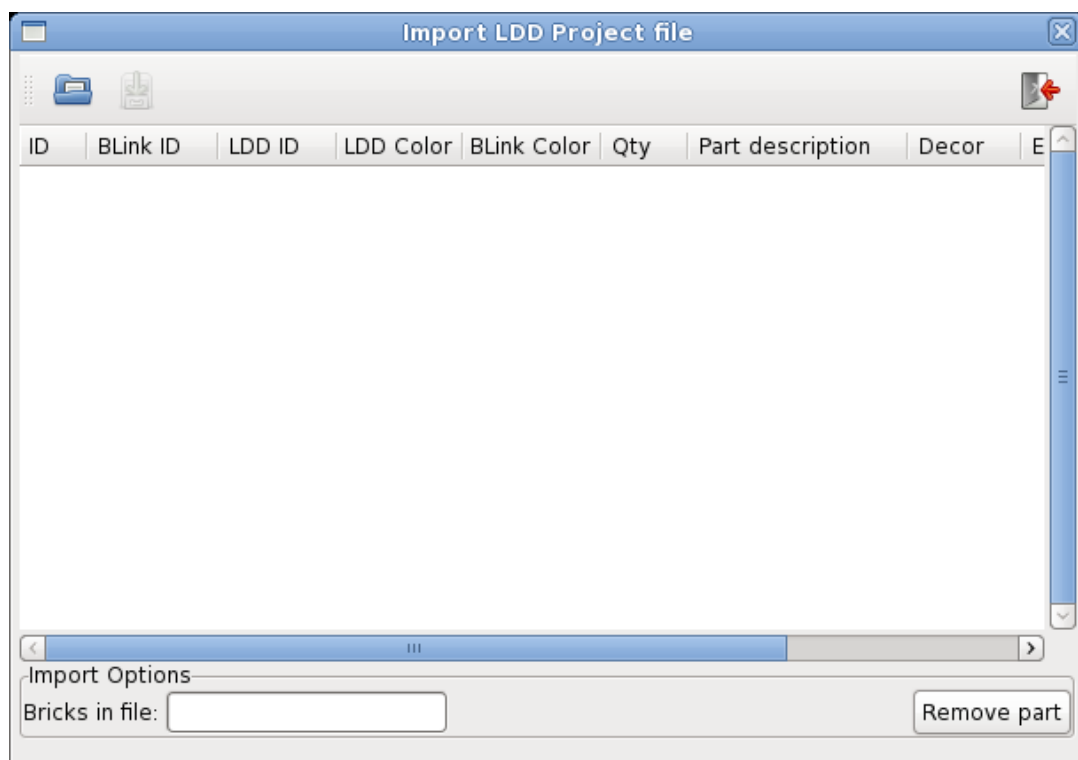 Import LDD Project file
ID BLink ID LDD ID LDD Color BLink Color Qty Part description Decor E
Import Options
Bricks in file: Remove part